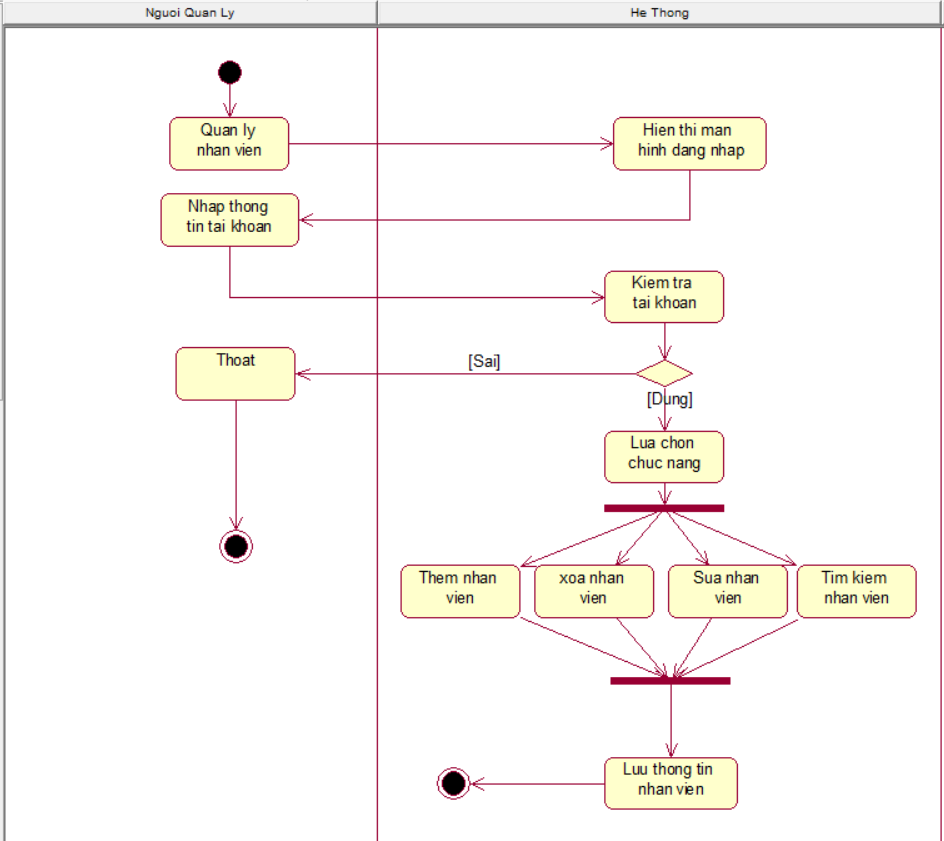 Nguoi Quan Ly
He Thong
Quan ly
nhan vien
Hien thi man
hinh dang nhap
Nhap thong
tin tai khoan
Kiem tra
tai khoan
Thoat
[Sai]
[Dung]
Lua chon
chuc nang
Them nhan
vien
xoa nhan
vien
Sua nhan
vien
Tim kiem
nhan vien
Luu thong tin
nhan vien